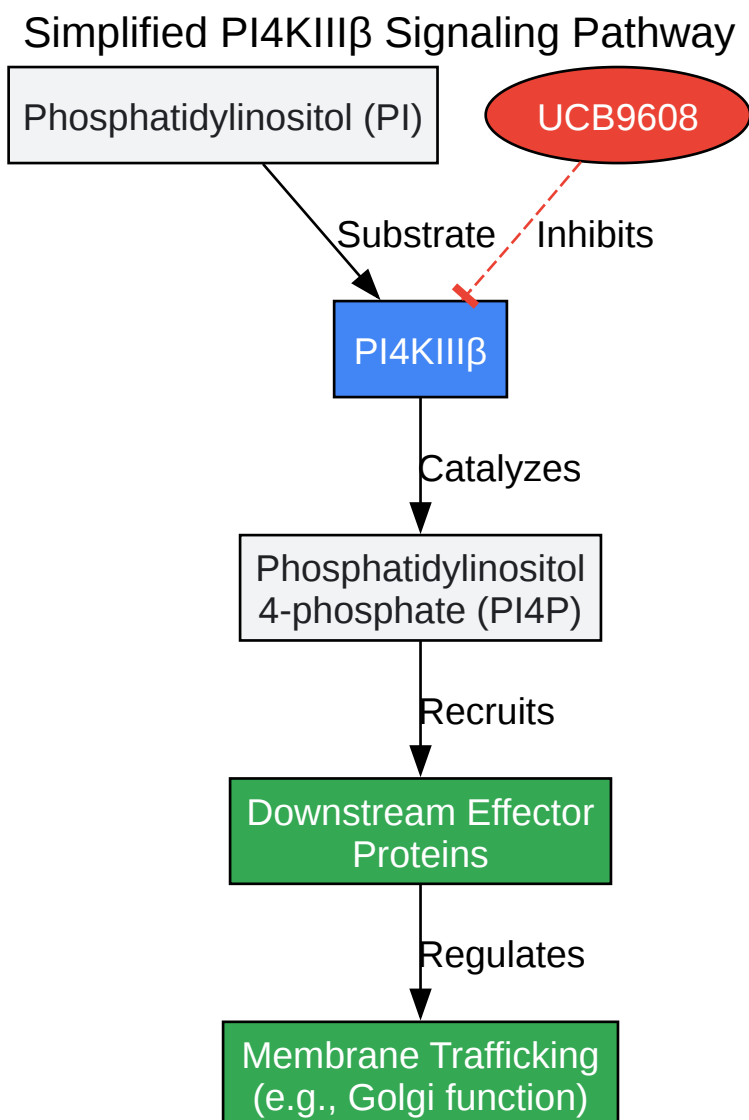 Simplified PI4KIIIβ Signaling Pathway
Phosphatidylinositol (PI)
UCB9608
Substrate
Inhibits
PI4KIIIβ
Catalyzes
Phosphatidylinositol
4-phosphate (PI4P)
Recruits
Downstream Effector
Proteins
Regulates
Membrane Trafficking
(e.g., Golgi function)